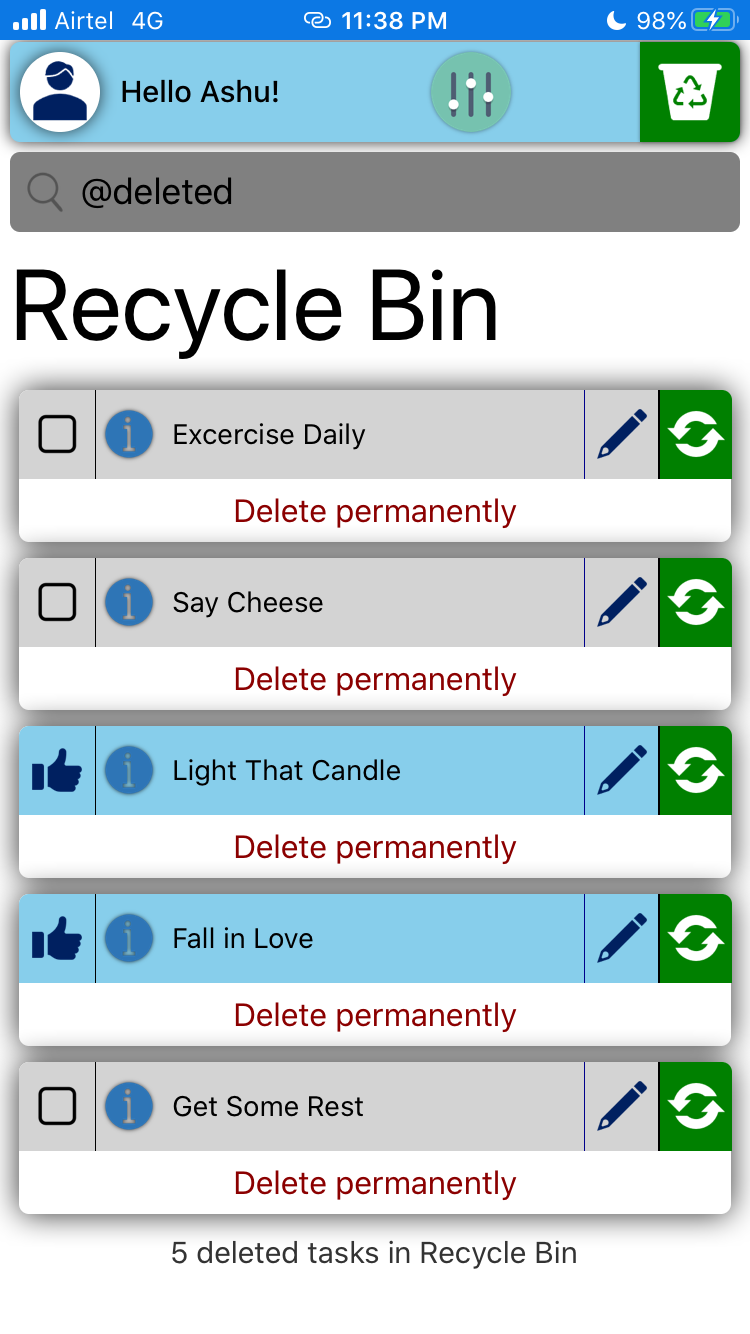 Airtel 4G 11:38 PM 98%
Hello Ashu!
@deleted
Recycle Bin
i Excercise Daily
Delete permanently
i Say Cheese
Delete permanently
i Light That Candle
Delete permanently
i Fall in Love
Delete permanently
i Get Some Rest
Delete permanently
5 deleted tasks in Recycle Bin